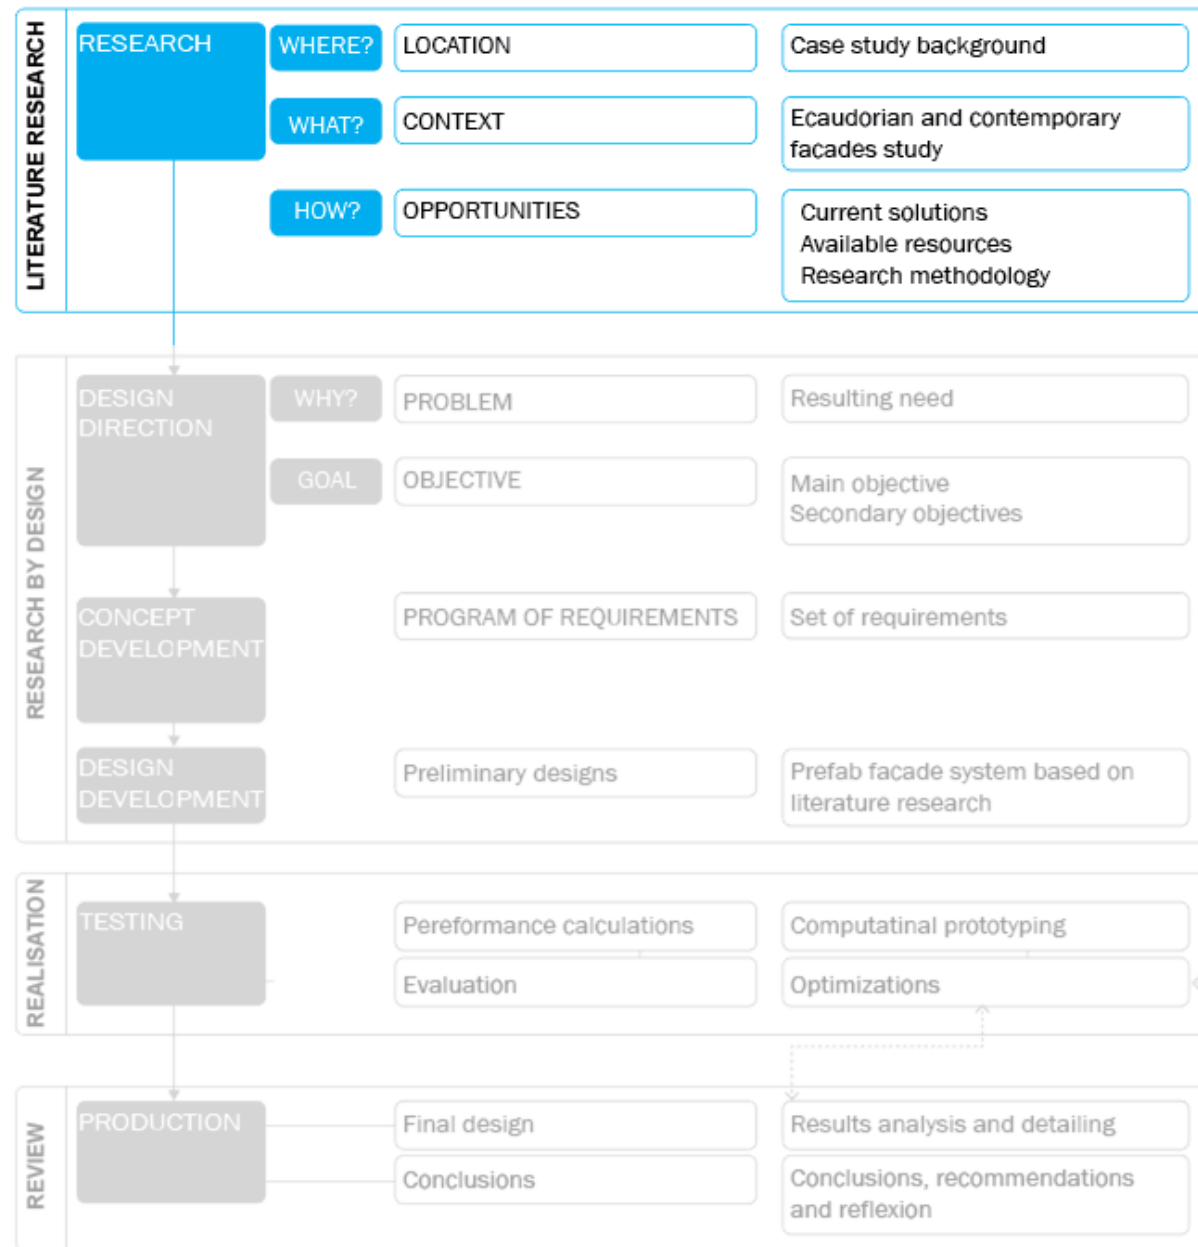 LITERATURE RESEARCH
RESEARCH
WHERE?
LOCATION
Case study background
WHAT?
CONTEXT
Ecaudorian and contemporary
façades study
HOW?
OPPORTUNITIES
Current solutions
Available resources
Research methodology
RESEARCH BY DESIGN
DESIGN
DIRECTION
WHY?
PROBLEM
Resulting need
GOAL
OBJECTIVE
Main objective
Secondary objectives
CONCEPT
DEVELOPMENT
PROGRAM OF REQUIREMENTS
Set of requirements
DESIGN
DEVELOPMENT
Preliminary designs
Prefab facade system based on
literature research
REALISATION
TESTING
Pereformance calculations
Computatinal prototyping
Evaluation
Optimizations
REVIEW
PRODUCTION
Final design
Results analysis and detailing
Conclusions
Conclusions, recommendations
and reflexion